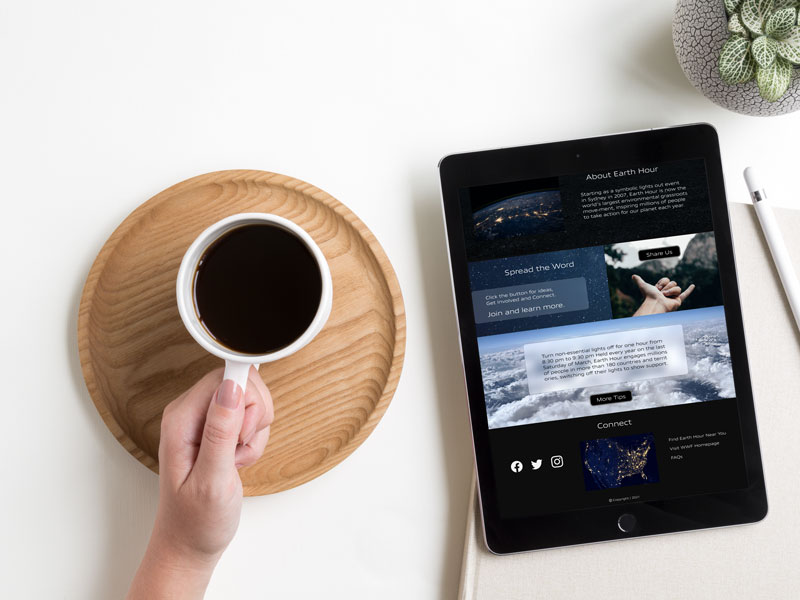 About Earth Hour
Starting as a symbolic lights out event
in Sydney in 2007, Earth Hour is now the
world's largest environmental grassroots
movement, inspiring millions of people
to take action for our planet each year.
Spread the Word
Share Us
Click the button for ideas,
Get Involved and Connect.
Join and learn more.
Turn non-essential lights off for one hour from
8:30 pm to 9:30 pm Held every year on the last
Saturday of March, Earth Hour engages millions
of people in more than 180 countries and territ
ories, switching off their lights to show support.
More Tips
Connect
Find Earth Hour Near You
Visit WWF Homepage
FAQs
© Copyright | 2021